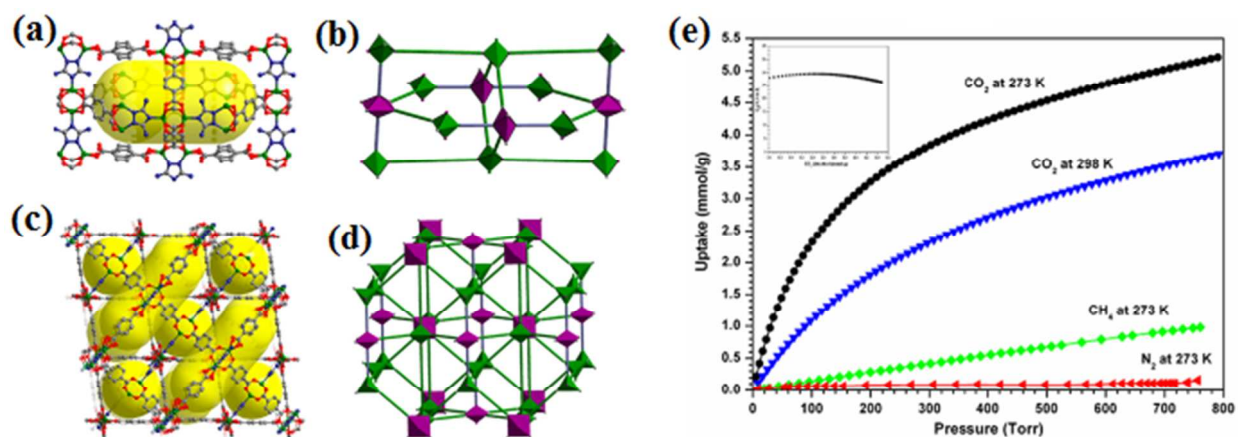 (a)
(b)
(c)
(d)
(e)
CO₂ at 273 K
CO₂ at 298 K
CH₄ at 273 K
N₂ at 273 K
Uptake (mmol/g)
5.0
4.5
4.0
3.5
3.0
2.5
2.0
1.5
1.0
0.5
0.0
0 100 200 300 400 500 600 700 800
Pressure (Torr)